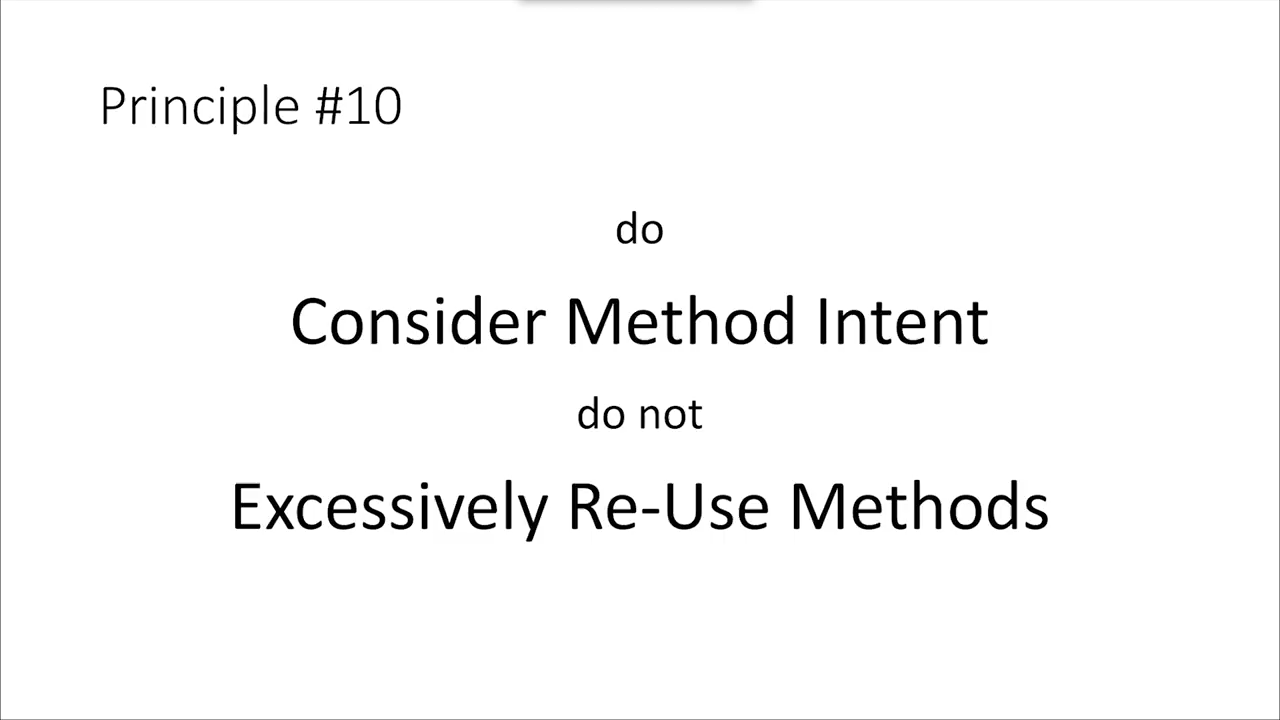 Principle #10
do
Consider Method Intent
do not
Excessively Re-Use Methods